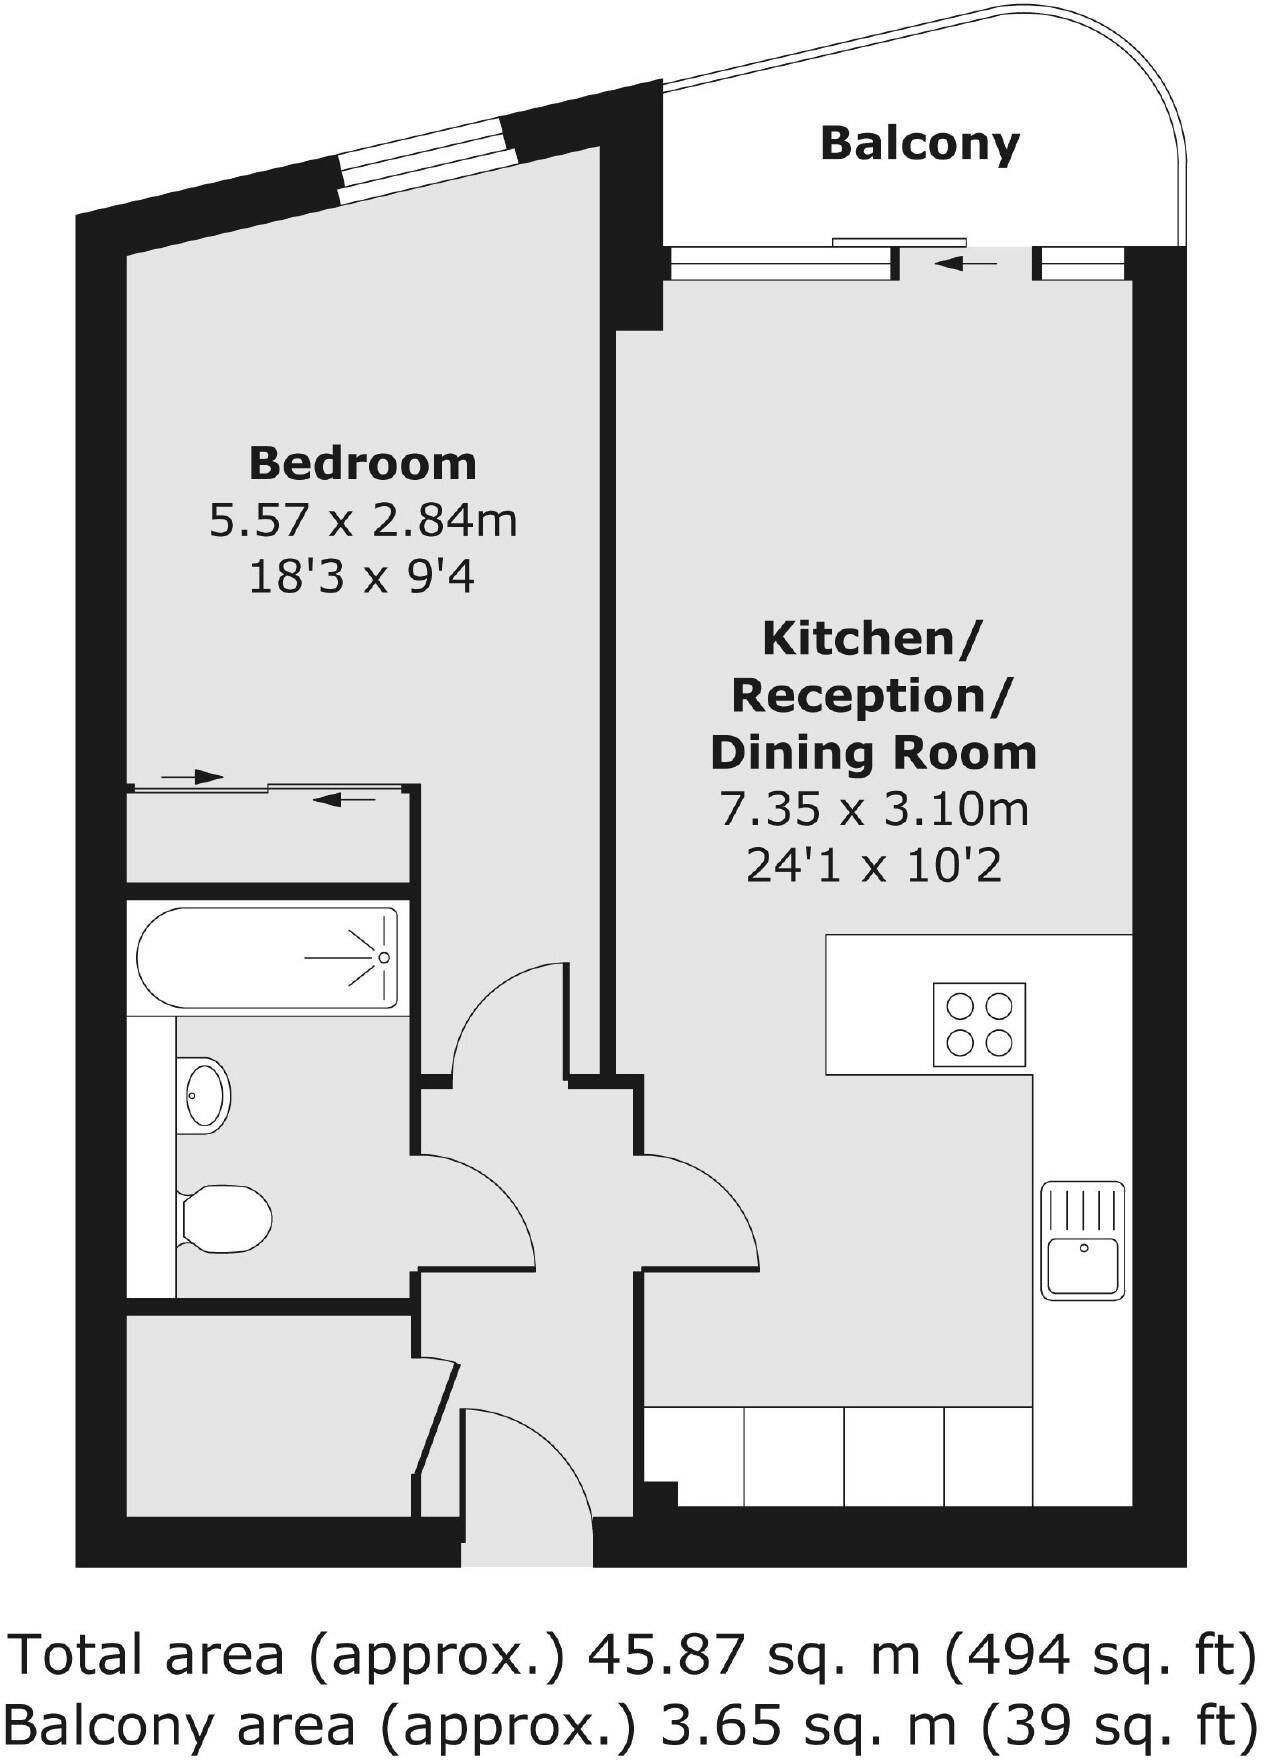 Balcony
Bedroom
5.57 x 2.84m
18'3 x 9'4
Kitchen/
Reception/
Dining Room
7.35 x 3.10m
24'1 x 10'2
Total area (approx.) 45.87 sq. m (494 sq. ft)
Balcony area (approx.) 3.65 sq. m (39 sq. ft)